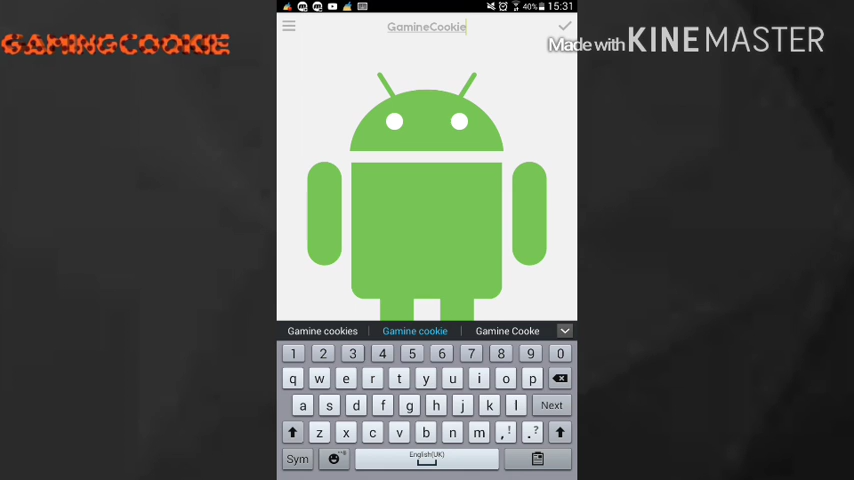 GAMINGCOOKIE
Made with KINEMASTER
40% 15:31
GamineCookie
Gamine cookies Gamine cookie Gamine Cooke
1 2 3 4 5 6 7 8 9 0
q w e r t y u i o p
a s d f g h j k l Next
z x c v b n m ,! .?
Sym English(UK)